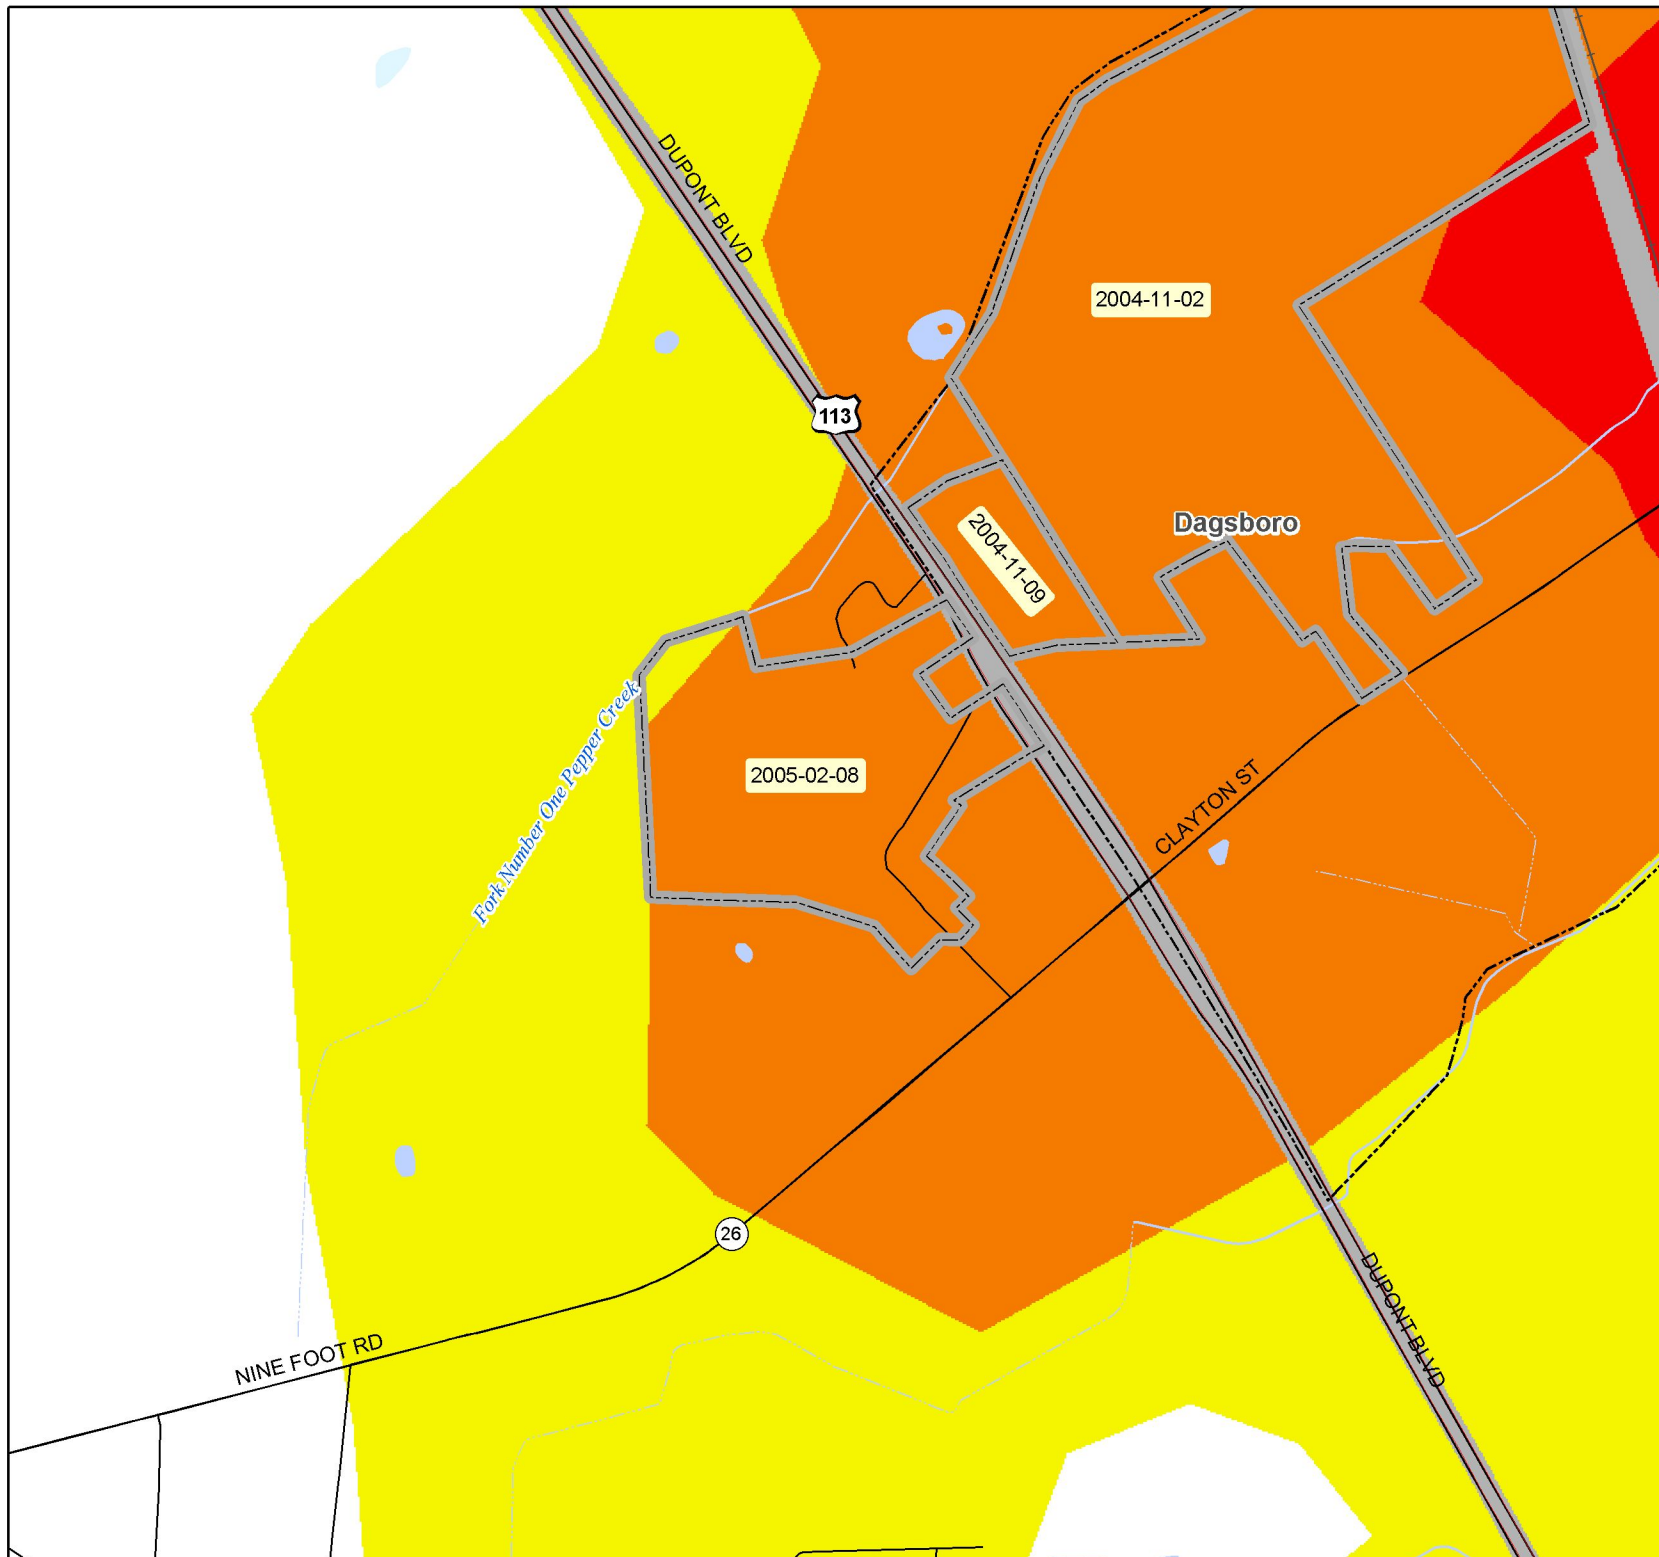 DUPONT BLVD
2004-11-02
113
Dagsboro
2004-11-09
Fork Number One Pepper Creek
2005-02-08
CLAYTON ST
26
DUPONT BLVD
NINE FOOT RD